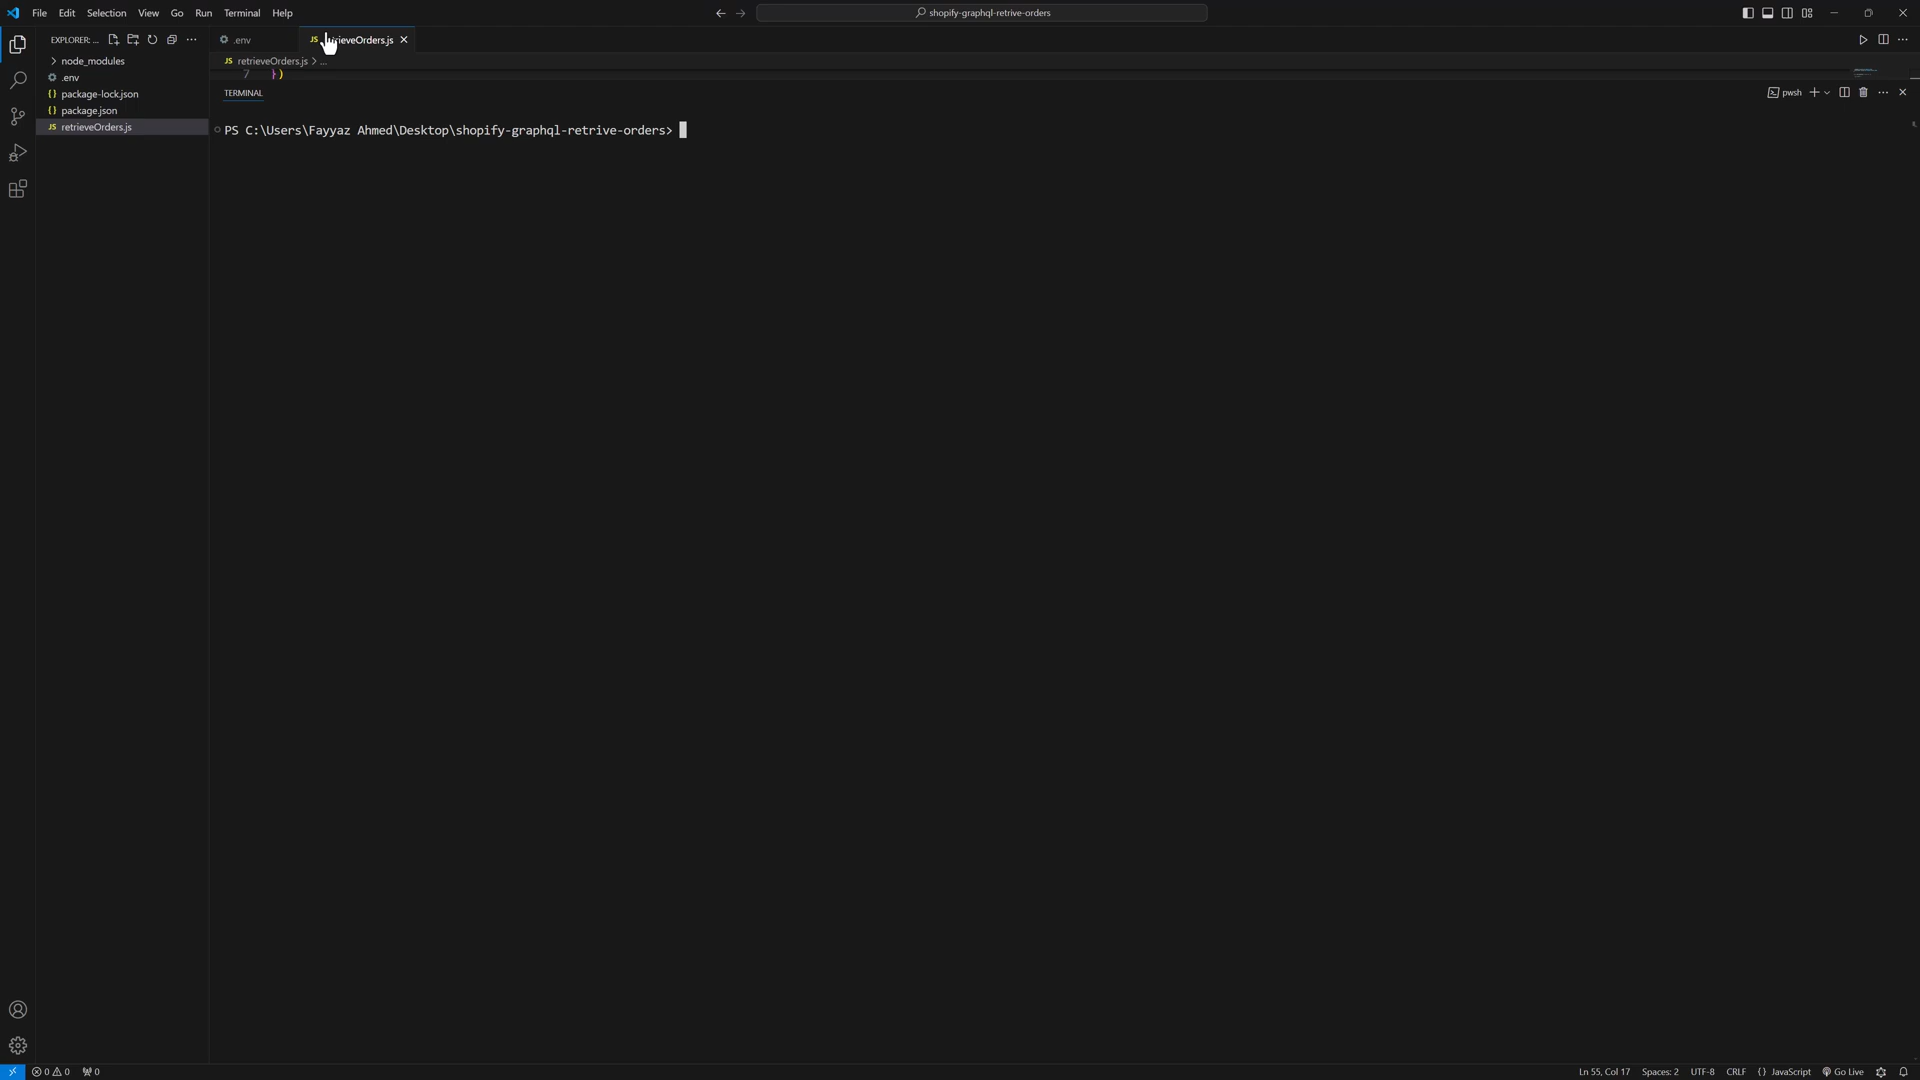 File Edit Selection View Go Run Terminal Help
shopify-graphql-retrive-orders
EXPLORER: ...
.env
JS
JS retrieveOrders.js > ...
node_modules
7 })
.env
TERMINAL
pwsh
{} package-lock.json
{} package.json
JS retrieveOrders.js
PS C:\Users\Fayyaz Ahmed\Desktop\shopify-graphql-retrive-orders>
0 0 0
Ln 55, Col 17 Spaces: 2 UTF-8 CRLF {} JavaScript Go Live